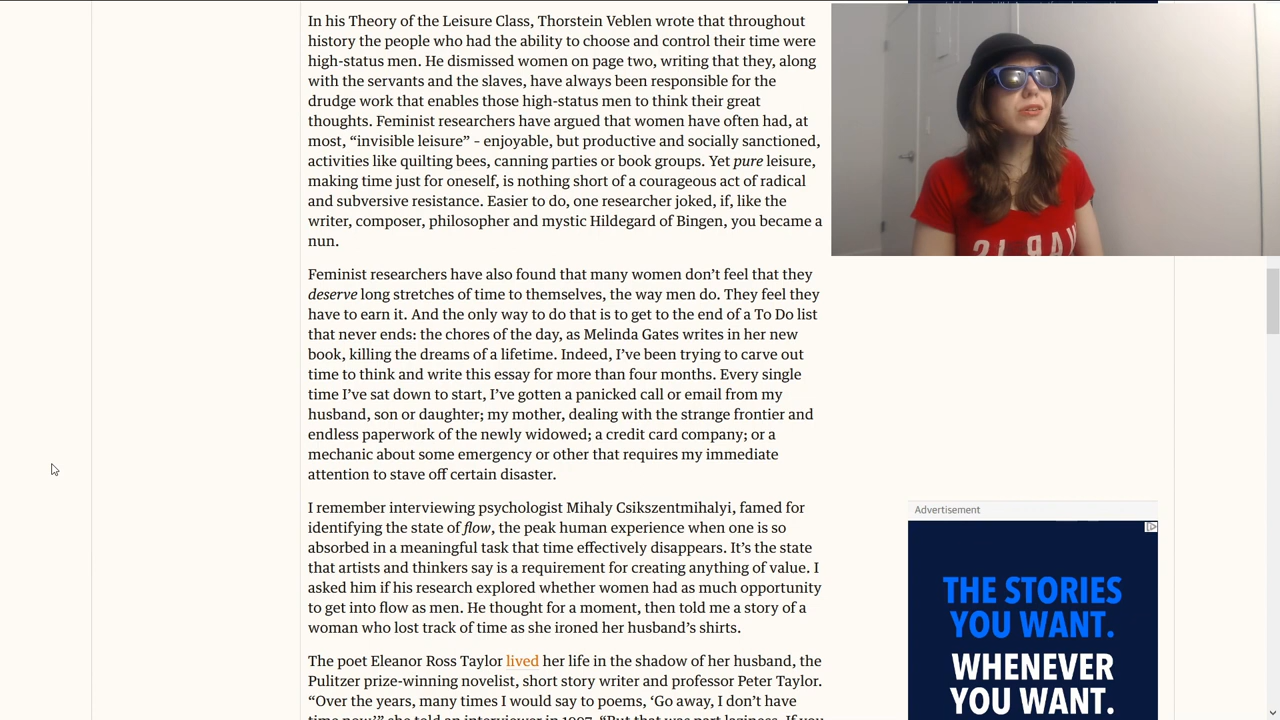 In his Theory of the Leisure Class, Thorstein Veblen wrote that throughout
history the people who had the ability to choose and control their time were
high-status men. He dismissed women on page two, writing that they, along
with the servants and the slaves, have always been responsible for the
drudge work that enables those high-status men to think their great
thoughts. Feminist researchers have argued that women have often had, at
most, “invisible leisure” – enjoyable, but productive and socially sanctioned,
activities like quilting bees, canning parties or book groups. Yet pure leisure,
making time just for oneself, is nothing short of a courageous act of radical
and subversive resistance. Easier to do, one researcher joked, if, like the
writer, composer, philosopher and mystic Hildegard of Bingen, you became a
nun.
Feminist researchers have also found that many women don’t feel that they
deserve long stretches of time to themselves, the way men do. They feel they
have to earn it. And the only way to do that is to get to the end of a To Do list
that never ends: the chores of the day, as Melinda Gates writes in her new
book, killing the dreams of a lifetime. Indeed, I’ve been trying to carve out
time to think and write this essay for more than four months. Every single
time I’ve sat down to start, I’ve gotten a panicked call or email from my
husband, son or daughter; my mother, dealing with the strange frontier and
endless paperwork of the newly widowed; a credit card company; or a
mechanic about some emergency or other that requires my immediate
attention to stave off certain disaster.
I remember interviewing psychologist Mihaly Csikszentmihalyi, famed for
identifying the state of flow, the peak human experience when one is so
absorbed in a meaningful task that time effectively disappears. It’s the state
that artists and thinkers say is a requirement for creating anything of value. I
asked him if his research explored whether women had as much opportunity
to get into flow as men. He thought for a moment, then told me a story of a
woman who lost track of time as she ironed her husband’s shirts.
The poet Eleanor Ross Taylor lived her life in the shadow of her husband, the
Pulitzer prize-winning novelist, short story writer and professor Peter Taylor.
“Over the years, many times I would say to poems, ‘Go away, I don’t have
Advertisement
THE STORIES
YOU WANT.
WHENEVER
YOU WANT.